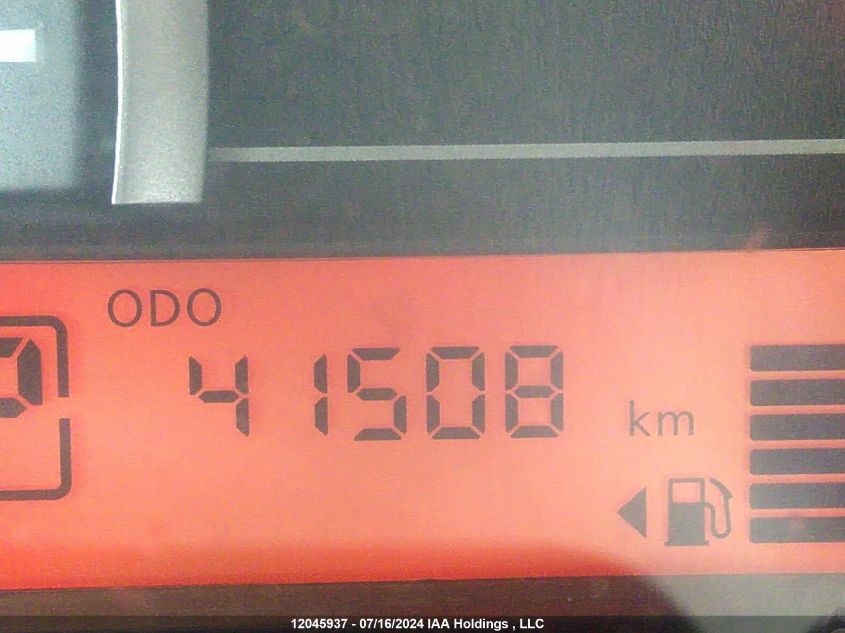 ODO
41508 km
12045937 - 07/16/2024 IAA Holdings , LLC